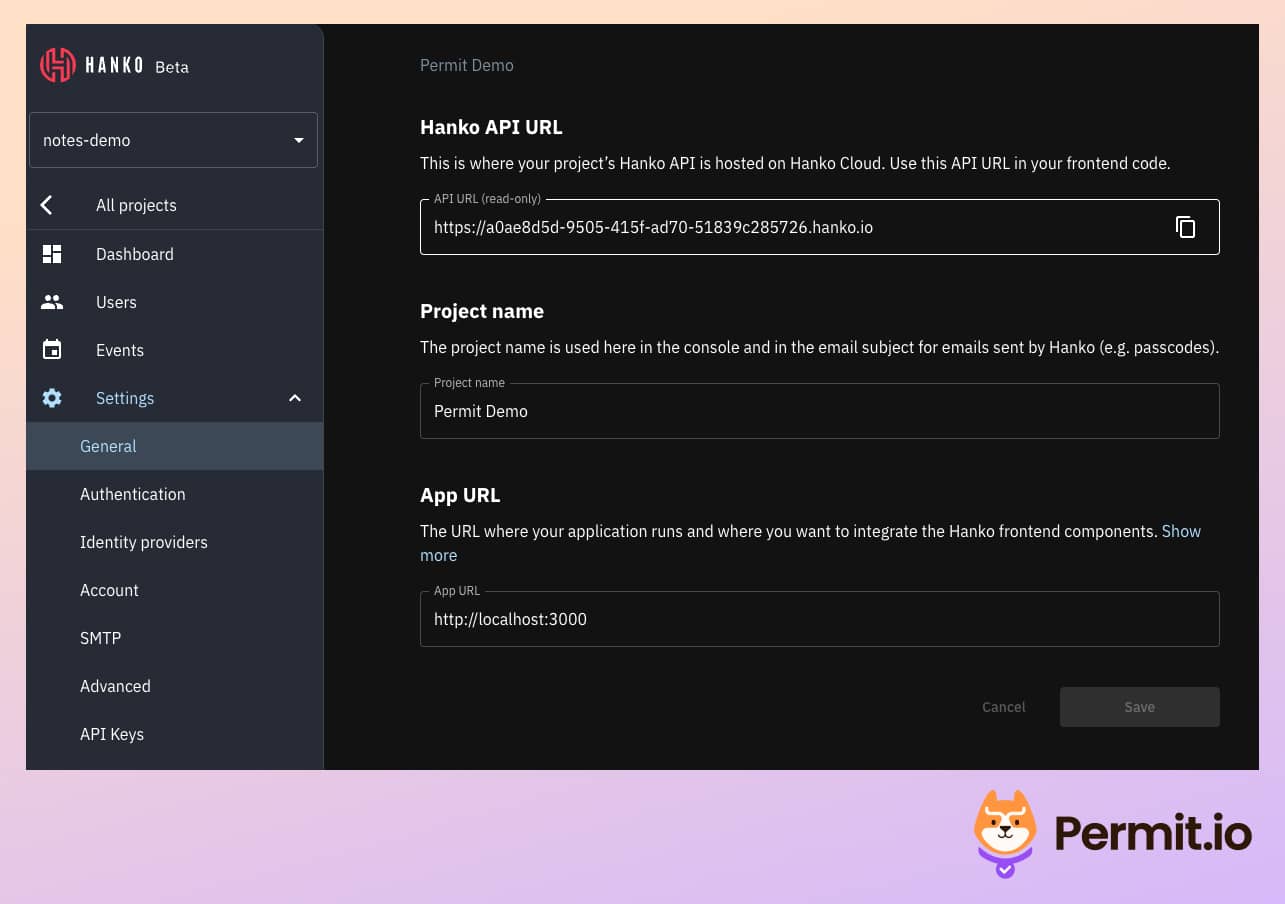 HANKO Beta
notes-demo
All projects
Dashboard
Users
Events
Settings
General
Authentication
Identity providers
Account
SMTP
Advanced
API Keys
Permit Demo
Hanko API URL
This is where your project’s Hanko API is hosted on Hanko Cloud. Use this API URL in your frontend code.
API URL (read-only)
https://a0ae8d5d-9505-415f-ad70-51839c285726.hanko.io
Project name
The project name is used here in the console and in the email subject for emails sent by Hanko (e.g. passcodes).
Project name
Permit Demo
App URL
The URL where your application runs and where you want to integrate the Hanko frontend components. Show
more
App URL
http://localhost:3000
Cancel
Save
Permit.io